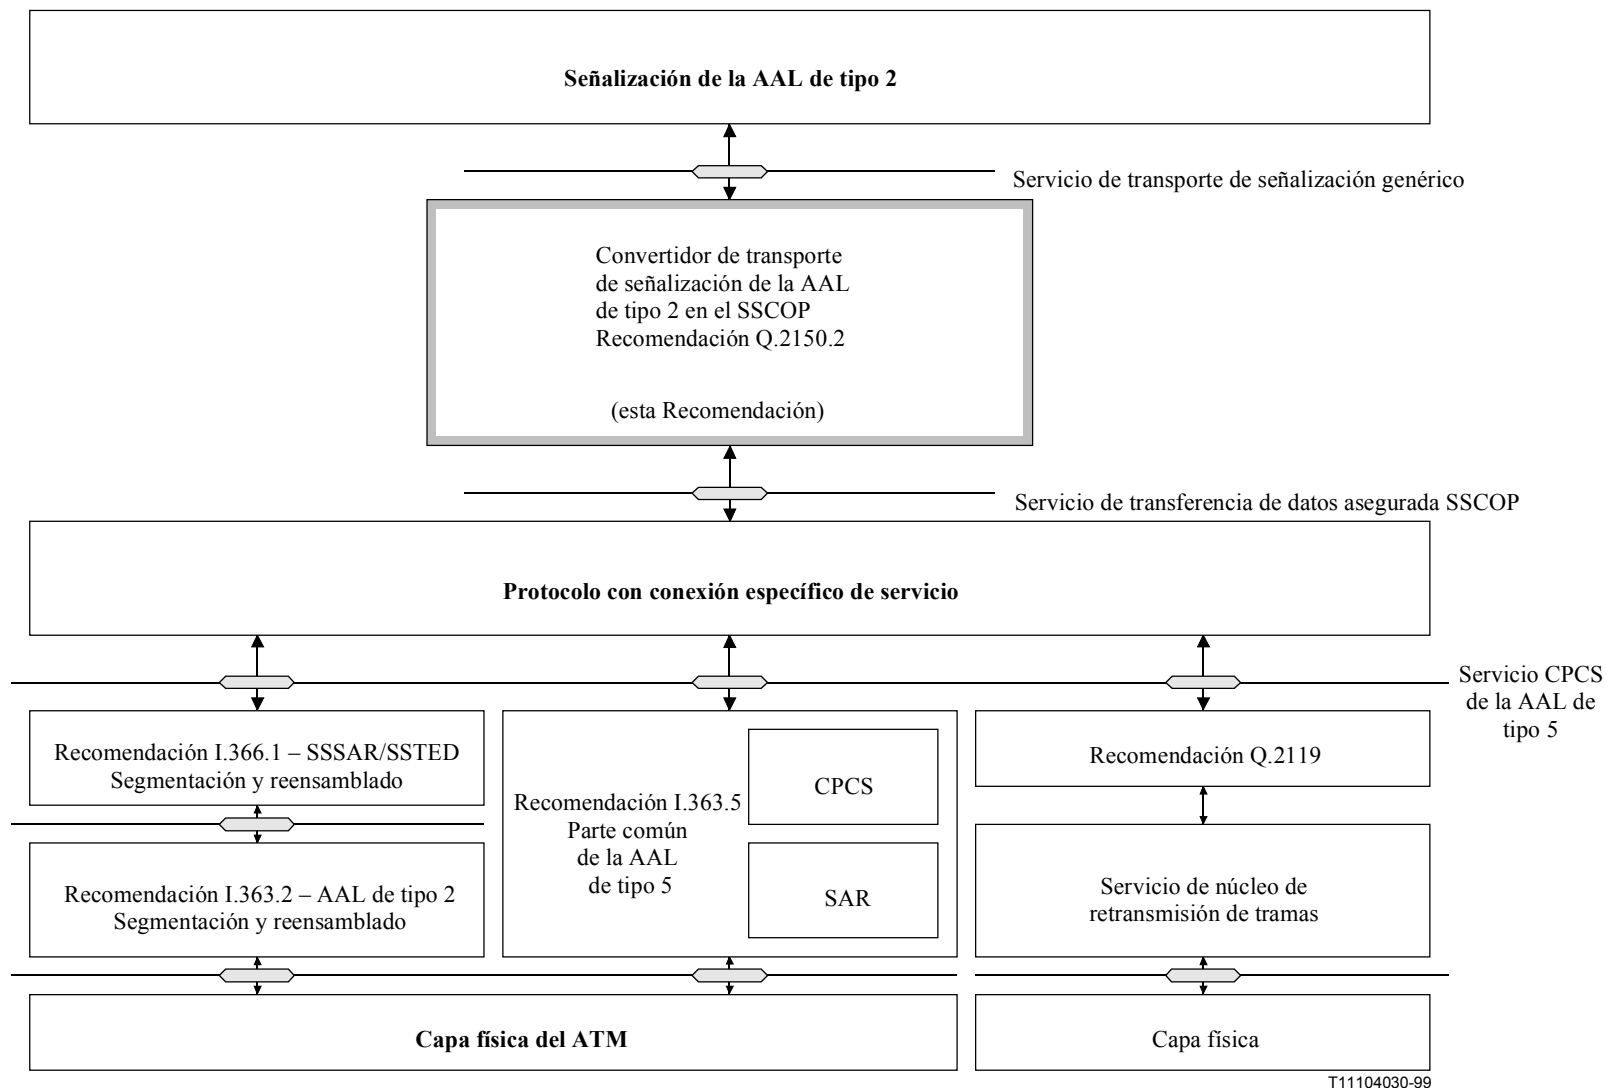 Señalización de la AAL de tipo 2
Servicio de transporte de señalización genérico
Convertidor de transporte
de señalización de la AAL
de tipo 2 en el SSCOP
Recomendación Q.2150.2
(esta Recomendación)
Servicio de transferencia de datos asegurada SSCOP
Protocolo con conexión específico de servicio
Servicio CPCS
de la AAL de
tipo 5
Recomendación I.366.1 – SSSAR/SSTED
Segmentación y reensamblado
Recomendación I.363.2 – AAL de tipo 2
Segmentación y reensamblado
Recomendación I.363.5
Parte común
de la AAL
de tipo 5
CPCS
SAR
Recomendación Q.2119
Servicio de núcleo de
retransmisión de tramas
Capa física del ATM
Capa física
T11104030-99